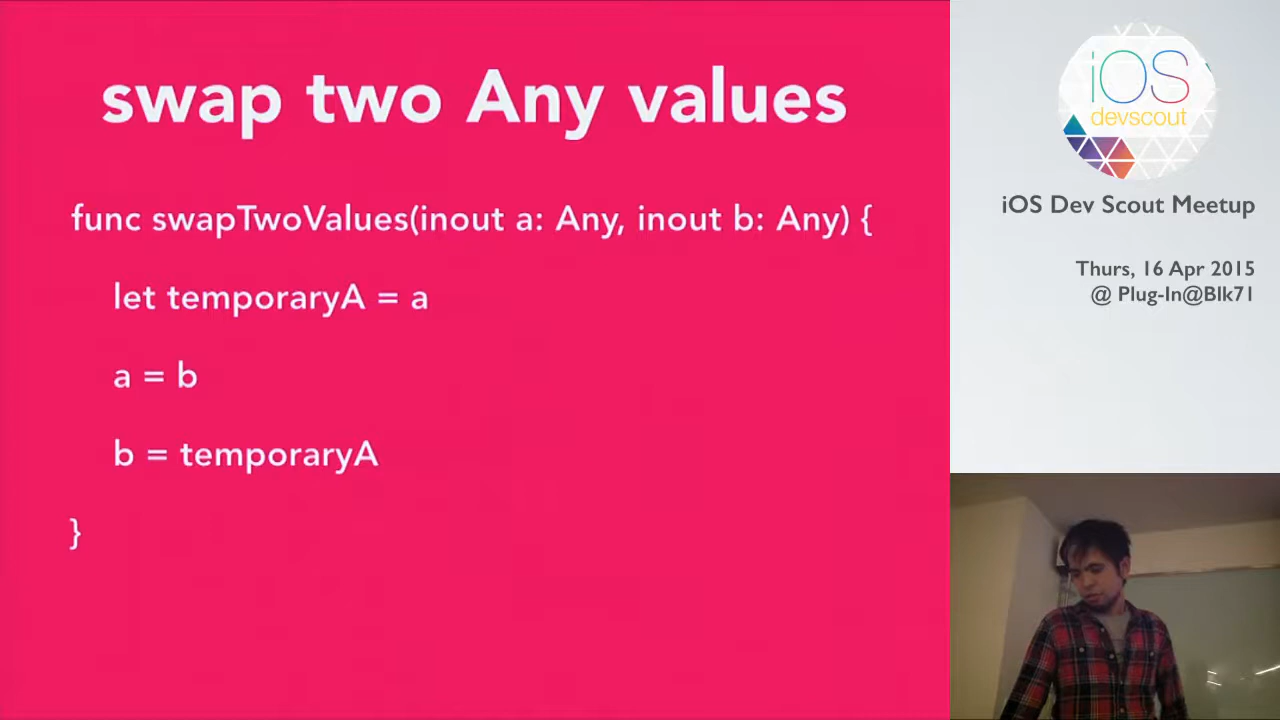 swap two Any values
func swapTwoValues(inout a: Any, inout b: Any) {
let temporaryA = a
a = b
b = temporaryA
}
iOS
devscout
iOS Dev Scout Meetup
Thurs, 16 Apr 2015
@ Plug-In@Blk71